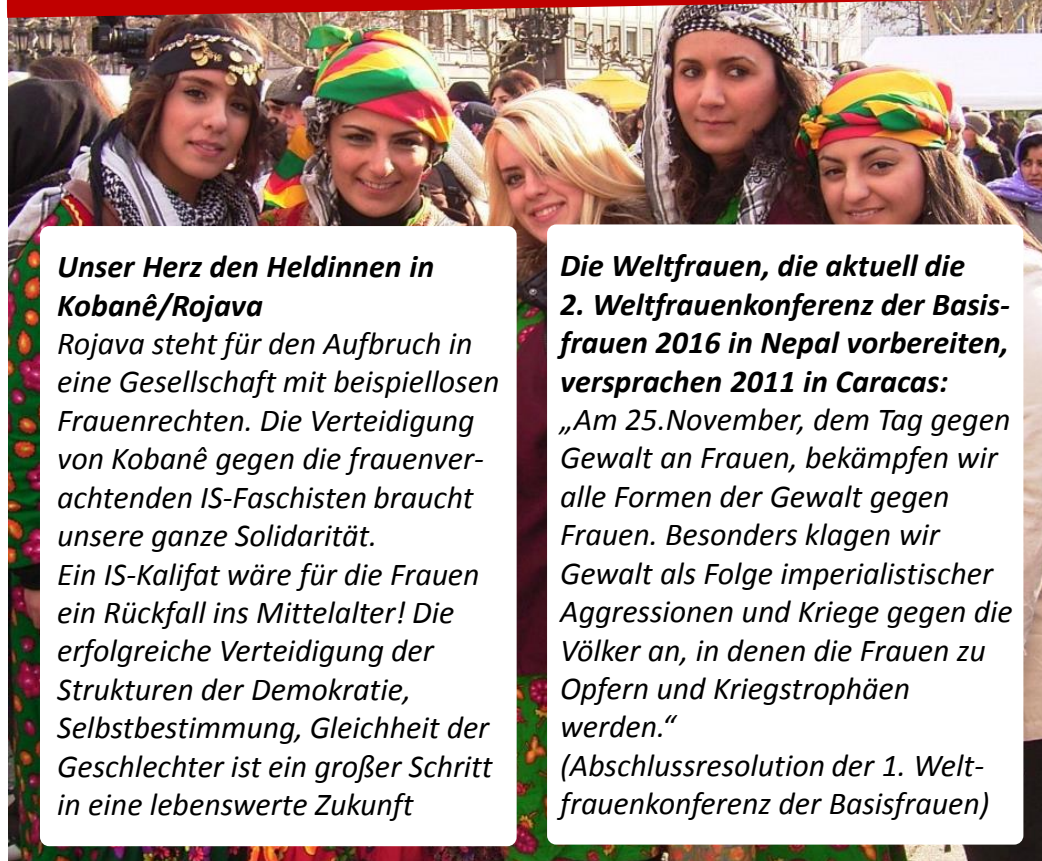 Unser Herz den Heldinnen in
Kobanê/Rojava
Rojava steht für den Aufbruch in
eine Gesellschaft mit beispiellosen
Frauenrechten. Die Verteidigung
von Kobanê gegen die frauenver-
achtenden IS-Faschisten braucht
unsere ganze Solidarität.
Ein IS-Kalifat wäre für die Frauen
ein Rückfall ins Mittelalter! Die
erfolgreiche Verteidigung der
Strukturen der Demokratie,
Selbstbestimmung, Gleichheit der
Geschlechter ist ein großer Schritt
in eine lebenswerte Zukunft
Die Weltfrauen, die aktuell die
2. Weltfrauenkonferenz der Basis-
frauen 2016 in Nepal vorbereiten,
versprachen 2011 in Caracas:
„Am 25.November, dem Tag gegen
Gewalt an Frauen, bekämpfen wir
alle Formen der Gewalt gegen
Frauen. Besonders klagen wir
Gewalt als Folge imperialistischer
Aggressionen und Kriege gegen die
Völker an, in denen die Frauen zu
Opfern und Kriegstrophäen
werden.“
(Abschlussresolution der 1. Welt-
frauenkonferenz der Basisfrauen)